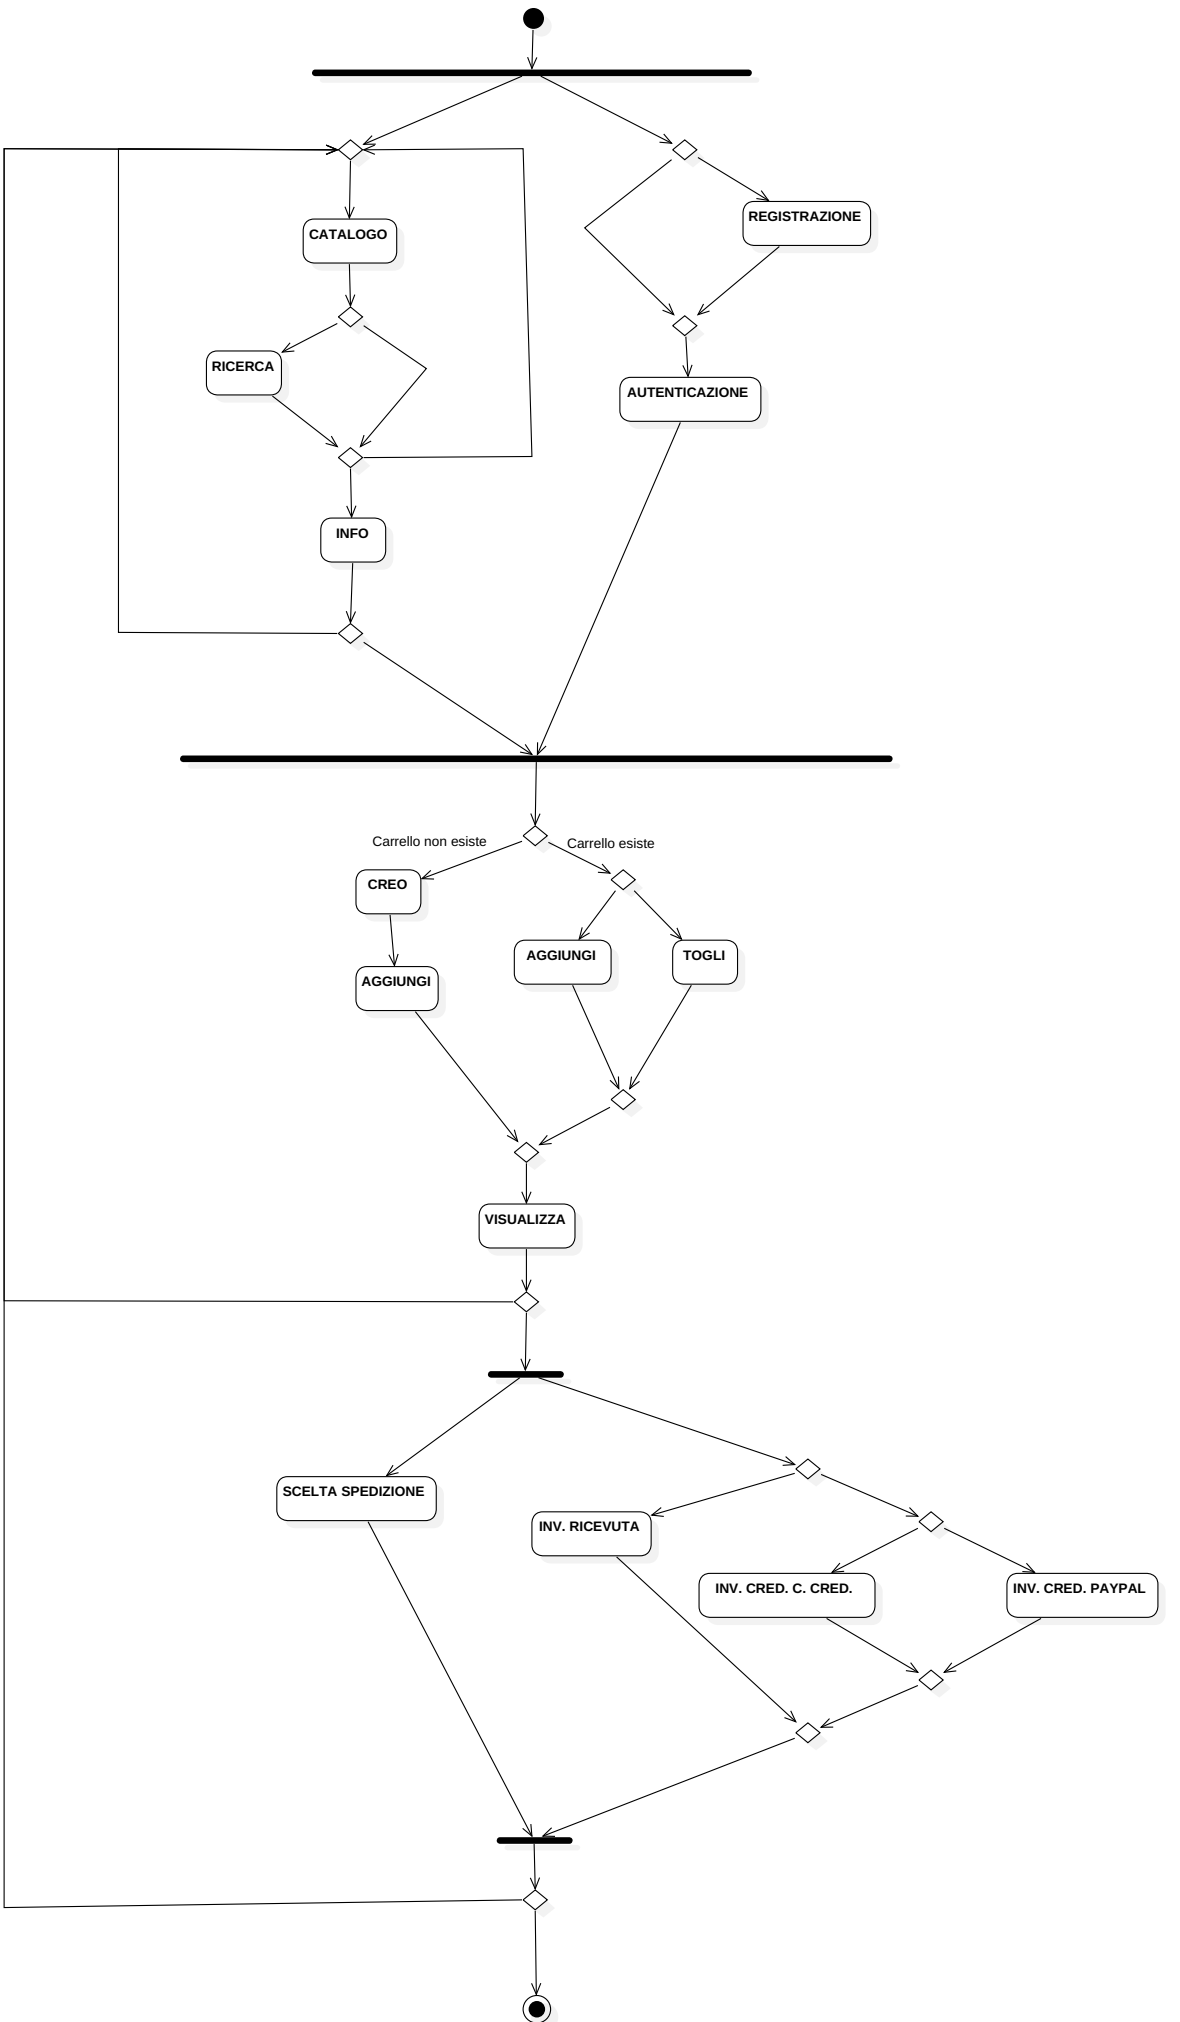 REGISTRAZIONE
CATALOGO
RICERCA
AUTENTICAZIONE
INFO
Carrello non esiste
Carrello esiste
CREO
AGGIUNGI
TOGLI
AGGIUNGI
VISUALIZZA
SCELTA SPEDIZIONE
INV. RICEVUTA
INV. CRED. C. CRED.
INV. CRED. PAYPAL